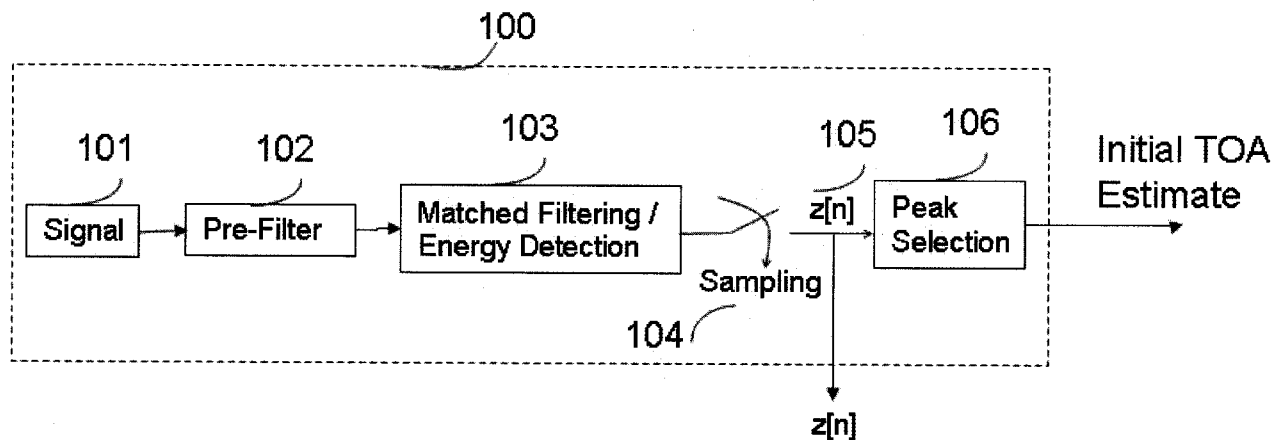 100
101
102
103
105
106
Initial TOA
Estimate
Signal
Pre-Filter
Matched Filtering /
Energy Detection
z[n]
Peak
Selection
Sampling
104
z[n]